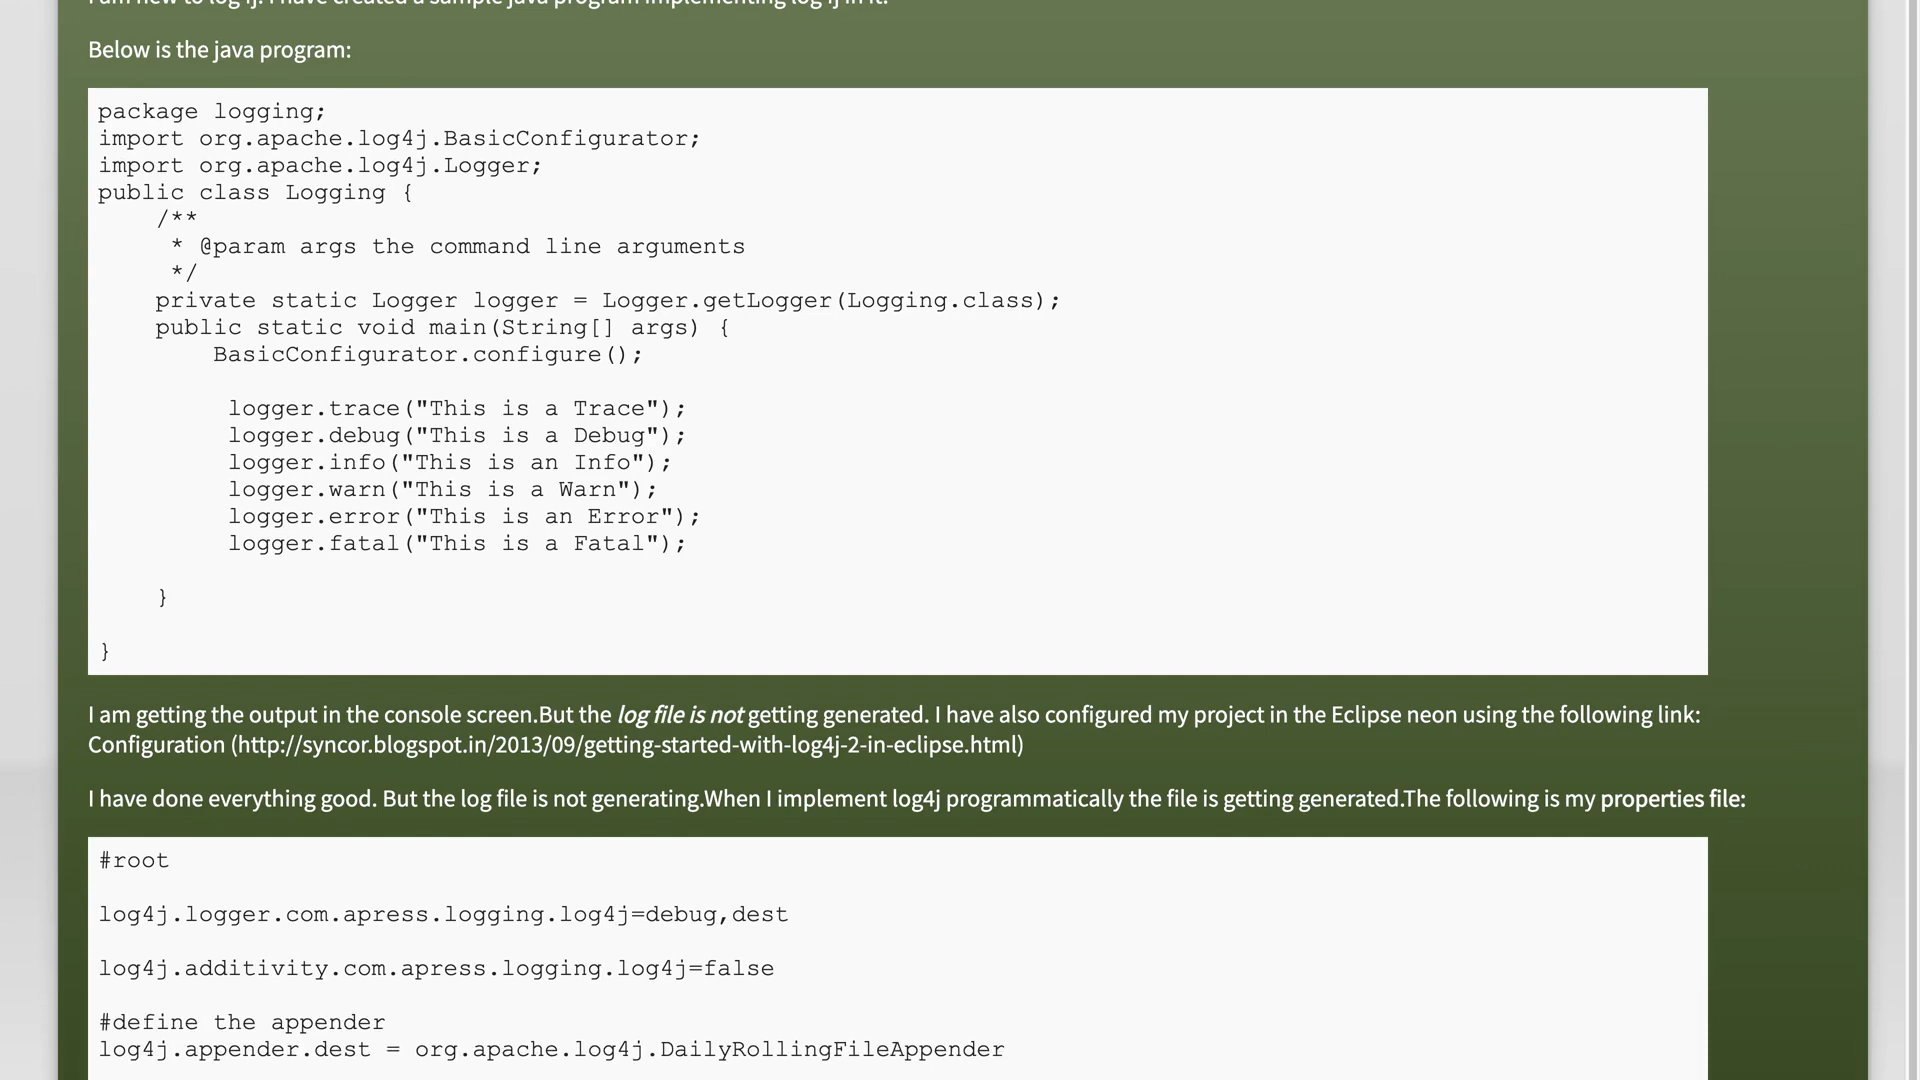 Below is the java program:
package logging;
import org.apache.log4j.BasicConfigurator;
import org.apache.log4j.Logger;
public class Logging {
    /**
     * @param args the command line arguments
     */
    private static Logger logger = Logger.getLogger(Logging.class);
    public static void main(String[] args) {
        BasicConfigurator.configure();
         logger.trace("This is a Trace");
         logger.debug("This is a Debug");
         logger.info("This is an Info");
         logger.warn("This is a Warn");
         logger.error("This is an Error");
         logger.fatal("This is a Fatal");
    }
}
I am getting the output in the console screen.But the log file is not getting generated. I have also configured my project in the Eclipse neon using the following link:
Configuration (http://syncor.blogspot.in/2013/09/getting-started-with-log4j-2-in-eclipse.html)
I have done everything good. But the log file is not generating.When I implement log4j programmatically the file is getting generated.The following is my properties file:
#root
log4j.logger.com.apress.logging.log4j=debug,dest
log4j.additivity.com.apress.logging.log4j=false
#define the appender
log4j.appender.dest = org.apache.log4j.DailyRollingFileAppender